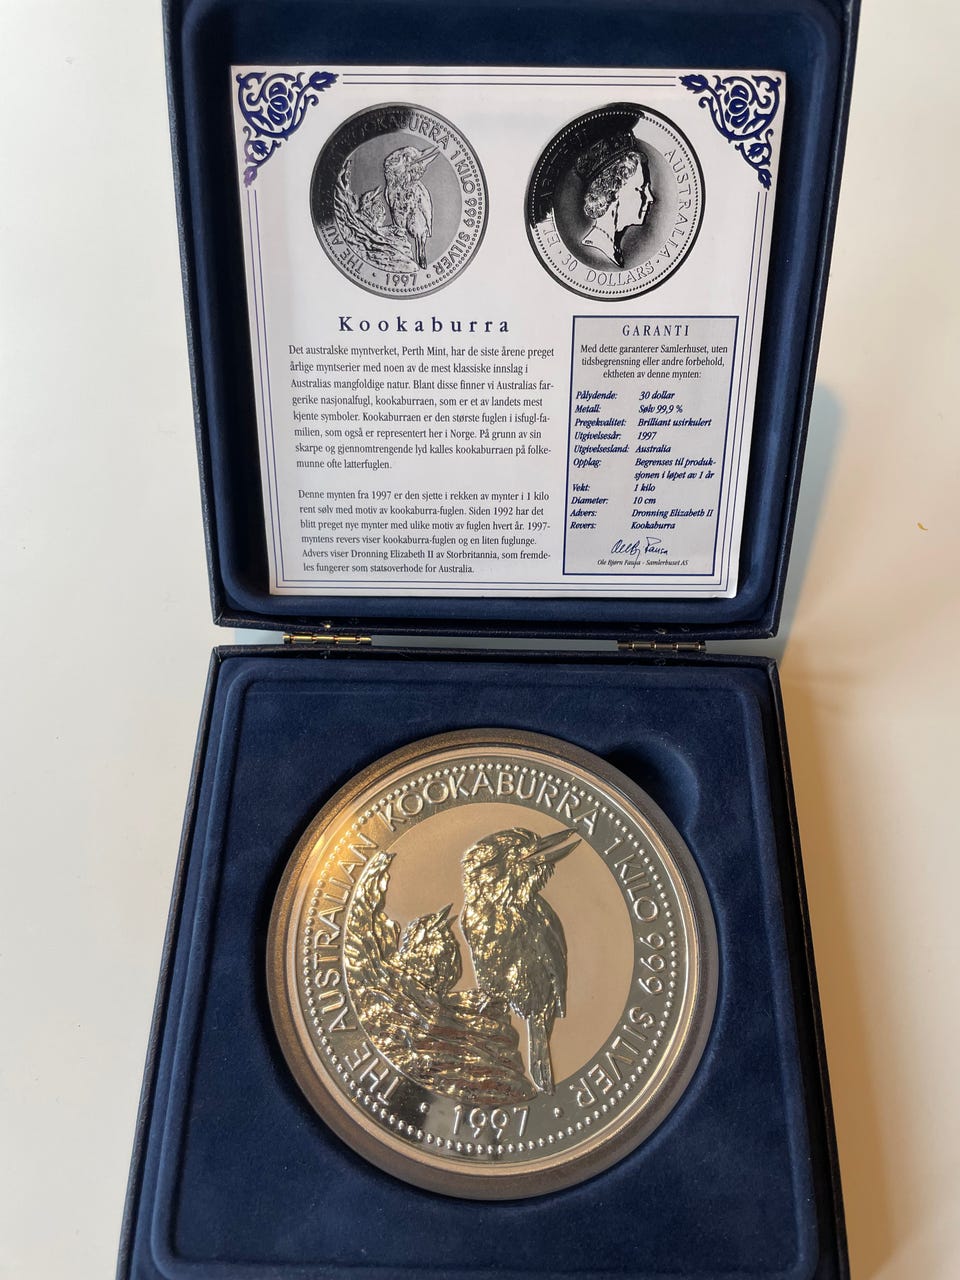 THE AUSTRALIAN KOOKABURRA 1 KILO 999 SILVER
· 1997 ·
AUSTRALIA
· 30 DOLLARS ·
Kookaburra
Det australske myntverket, Perth Mint, har de siste årene preget
årlige myntserier med noen av de mest klassiske innslag i
Australias mangfoldige natur. Blant disse finner vi Australias far-
gerike nasjonalfugl, kookaburraen, som er et av landets mest
kjente symboler. Kookaburraen er den største fuglen i isfugl-fa-
milien, som også er representert her i Norge. På grunn av sin
skarpe og gjennomtrengende lyd kalles kookaburraen på folke-
munne ofte latterfuglen.
Denne mynten fra 1997 er den sjette i rekken av mynter i 1 kilo
rent sølv med motiv av kookaburra-fuglen. Siden 1992 har det
blitt preget nye mynter med ulike motiv av fuglen hvert år. 1997-
myntens revers viser kookaburra-fuglen og en liten fuglunge.
Advers viser Dronning Elizabeth II av Storbritannia, som fremde-
les fungerer som statsoverhode for Australia.
GARANTI
Med dette garanterer Samlerhuset, uten
tidsbegrensning eller andre forbehold,
ektheten av denne mynten:
Pålydende: 30 dollar
Metall: Sølv 99,9 %
Pregekvalitet: Brilliant usirkulert
Utgivelsesår: 1997
Utgivelsesland: Australia
Opplag: Begrenses til produk-
sjonen i løpet av 1 år
Vekt: 1 kilo
Diameter: 10 cm
Advers: Dronning Elizabeth II
Revers: Kookaburra
Ole Bjørn Fausa - Samlerhuset AS
THE AUSTRALIAN KOOKABURRA 1 KILO 999 SILVER
· 1997 ·